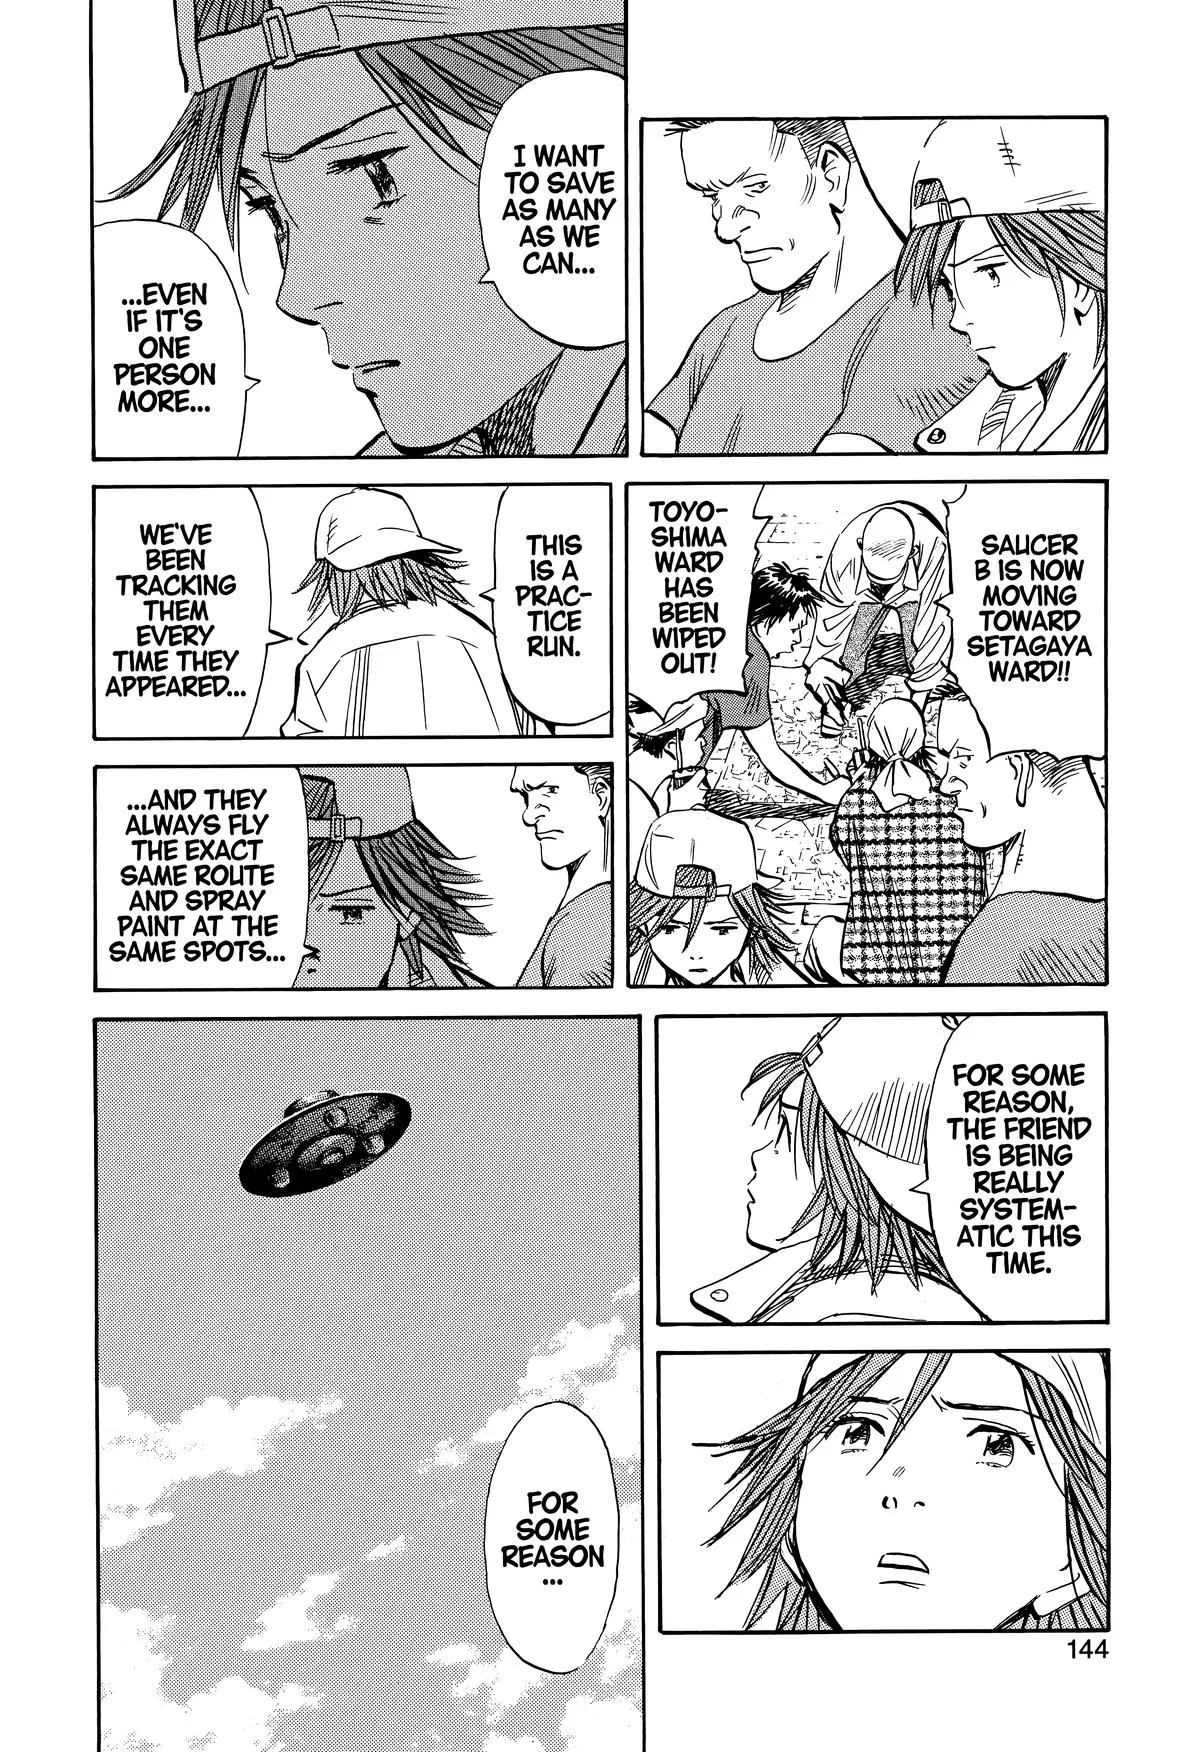 I WANT
TO SAVE
AS MANY
AS WE
CAN...
...EVEN
IF IT'S
ONE
PERSON
MORE...
SAUCER
B IS NOW
MOVING
TOWARD
SETAGAYA
WARD!!
TOYO-
SHIMA
WARD
HAS
BEEN
WIPED
OUT!
THIS
IS A
PRAC-
TICE
RUN.
WE'VE
BEEN
TRACKING
THEM
EVERY
TIME THEY
APPEARED...
...AND THEY
ALWAYS FLY
THE EXACT
SAME ROUTE
AND SPRAY
PAINT AT THE
SAME SPOTS...
FOR SOME
REASON,
THE FRIEND
IS BEING
REALLY
SYSTEM-
ATIC THIS
TIME.
FOR
SOME
REASON
...
144